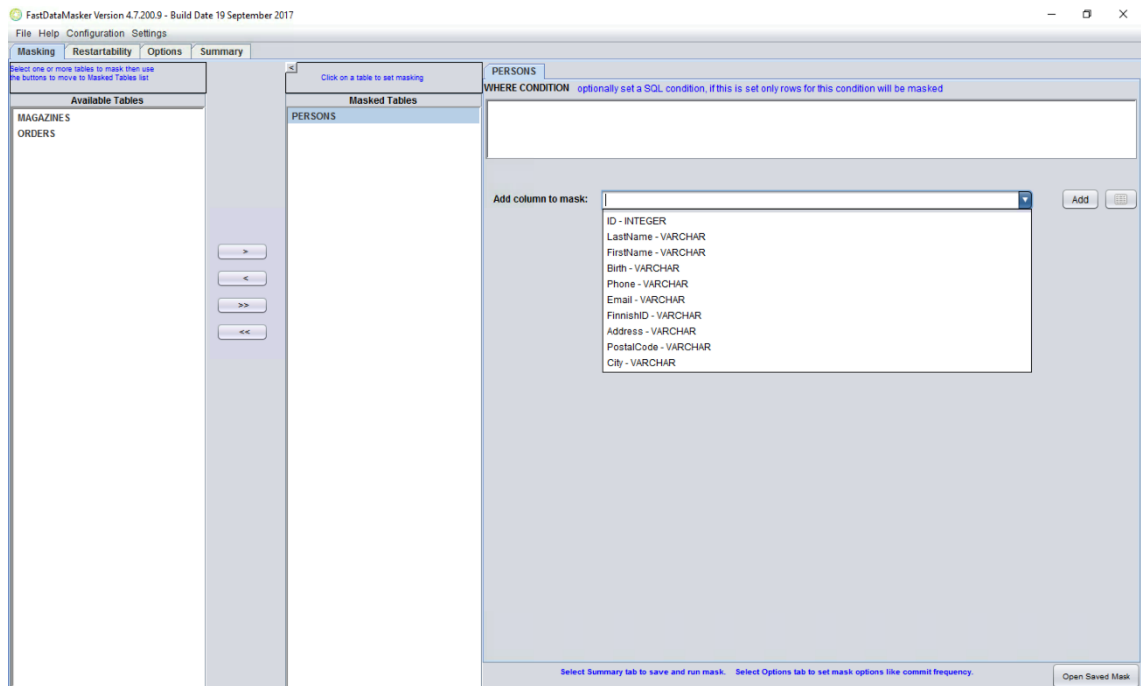 FastDataMasker Version 4.7.200.9 - Build Date 19 September 2017
File Help Configuration Settings
Masking Restartability Options Summary
Select one or more tables to mask then use
the buttons to move to Masked Tables list
Available Tables
MAGAZINES
ORDERS
>
<
>>
<<
<
Click on a table to set masking
Masked Tables
PERSONS
PERSONS
WHERE CONDITION optionally set a SQL condition, if this is set only rows for this condition will be masked
Add column to mask:
Add
ID - INTEGER
LastName - VARCHAR
FirstName - VARCHAR
Birth - VARCHAR
Phone - VARCHAR
Email - VARCHAR
FinnishID - VARCHAR
Address - VARCHAR
PostalCode - VARCHAR
City - VARCHAR
Select Summary tab to save and run mask. Select Options tab to set mask options like commit frequency.
Open Saved Mask